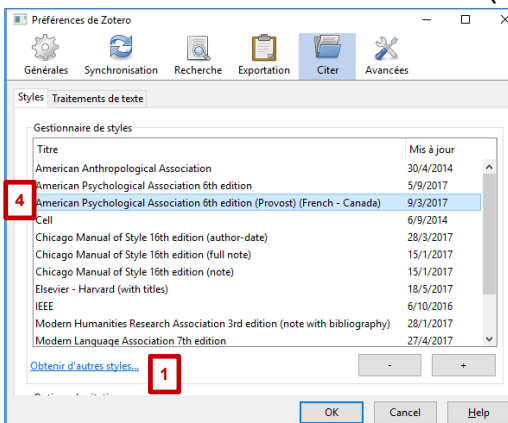 Préférences de Zotero
Générales Synchronisation Recherche Exportation Citer Avancées
Styles Traitements de texte
Gestionnaire de styles
Titre Mis à jour
American Anthropological Association 30/4/2014
American Psychological Association 6th edition 5/9/2017
4 American Psychological Association 6th edition (Provost) (French - Canada) 9/3/2017
Cell 6/9/2014
Chicago Manual of Style 16th edition (author-date) 28/3/2017
Chicago Manual of Style 16th edition (full note) 15/1/2017
Chicago Manual of Style 16th edition (note) 15/1/2017
Elsevier - Harvard (with titles) 18/5/2017
IEEE 6/10/2016
Modern Humanities Research Association 3rd edition (note with bibliography) 28/1/2017
Modern Language Association 7th edition 27/4/2017
Obtenir d'autres styles... 1 - +
OK Cancel Help